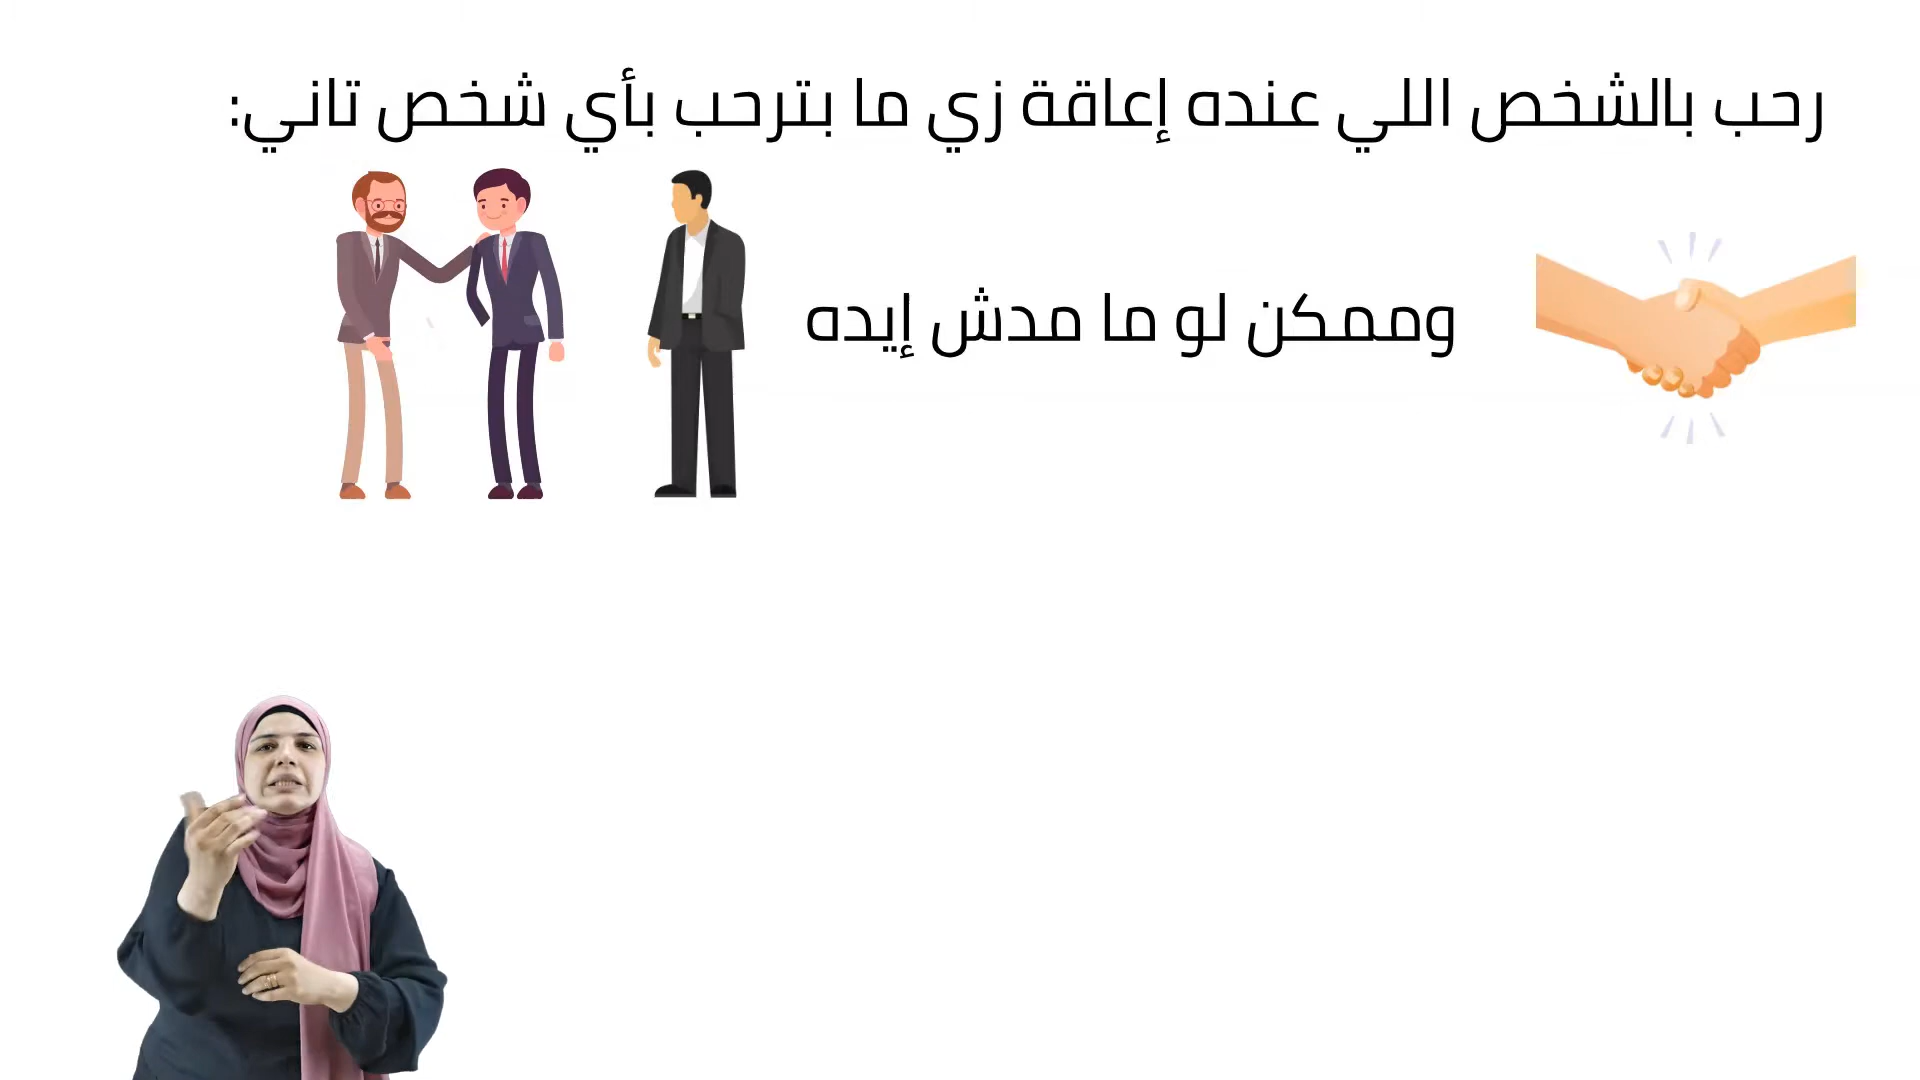 رحب بالشخص اللي عنده إعاقة زي ما بترحب بأي شخص تاني:
وممكن لو ما مدش إيده